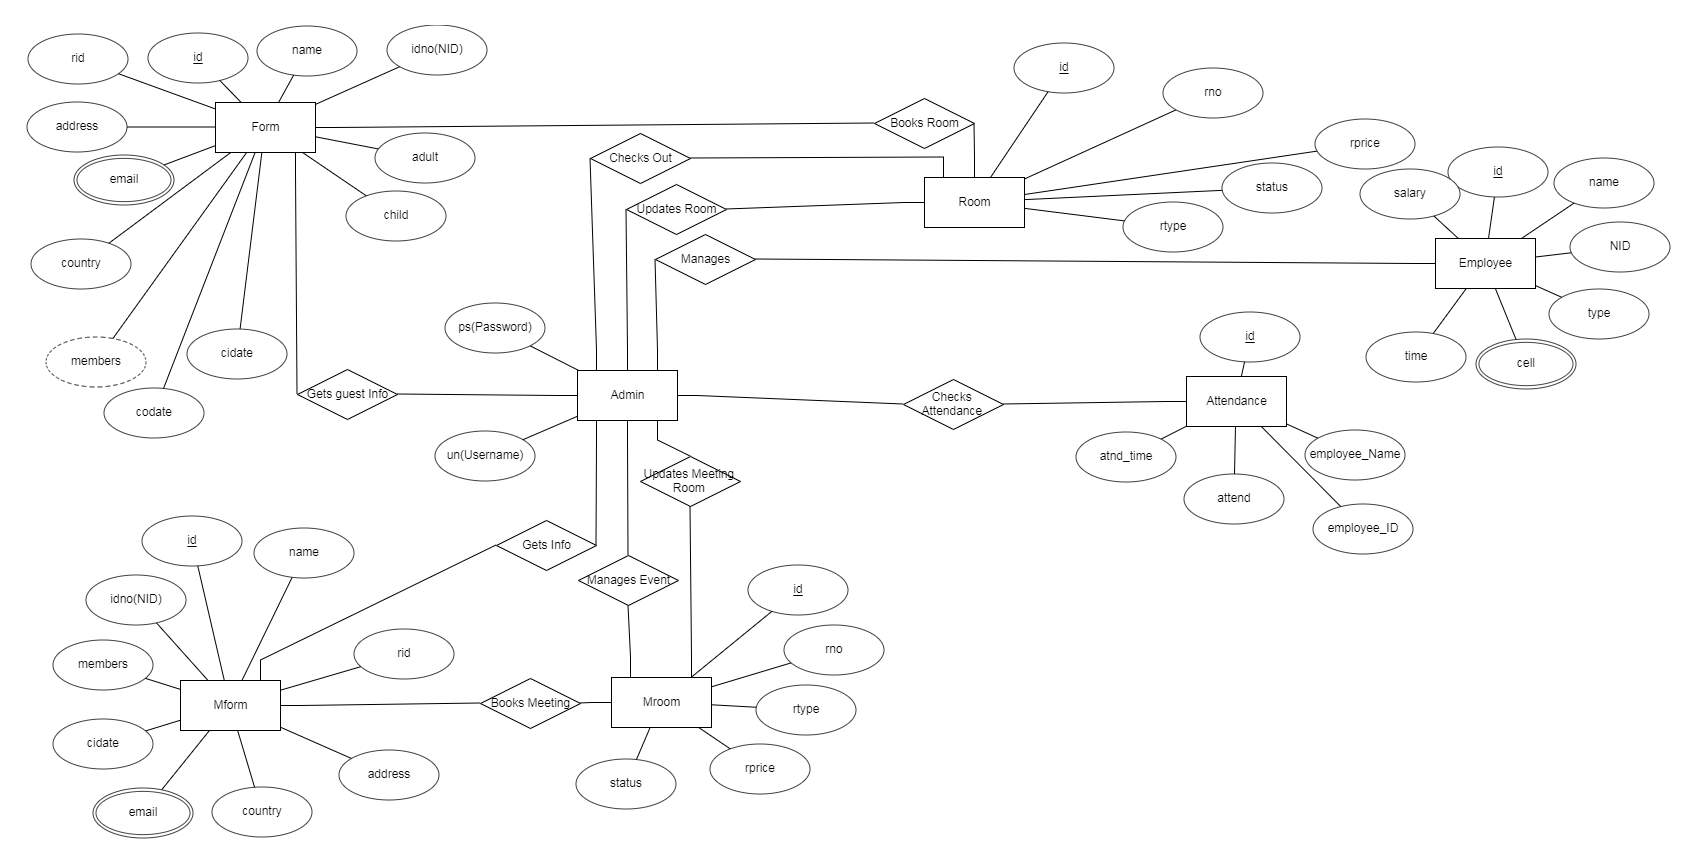 rid
id
name
idno(NID)
address
Form
adult
email
child
country
members
cidate
codate
Books Room
Checks Out
Updates Room
Manages
Gets guest Info
id
rno
rprice
status
Room
rtype
salary
id
name
NID
Employee
type
time
cell
ps(Password)
Admin
un(Username)
Checks
Attendance
id
Attendance
atnd_time
attend
employee_Name
employee_ID
Updates Meeting
Room
Gets Info
Manages Event
id
name
idno(NID)
members
rid
Mform
cidate
email
country
address
Books Meeting
id
rno
Mroom
rtype
rprice
status